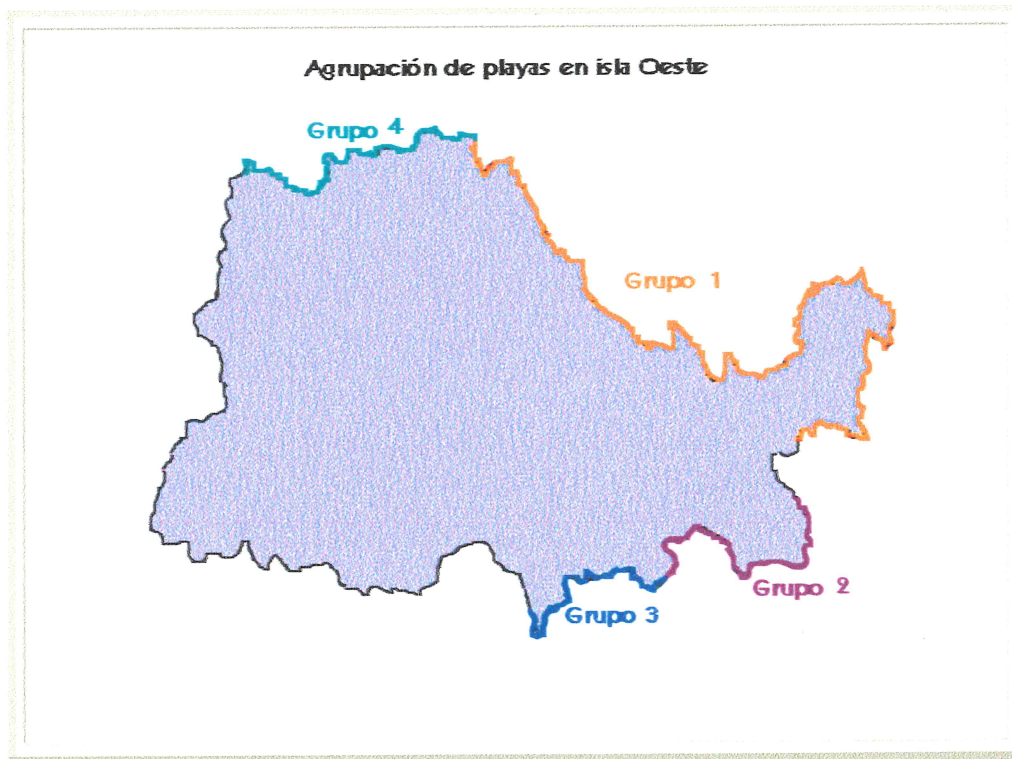 Agrupación de playas en isla Oeste
Grupo 4
Grupo 1
Grupo 2
Grupo 3